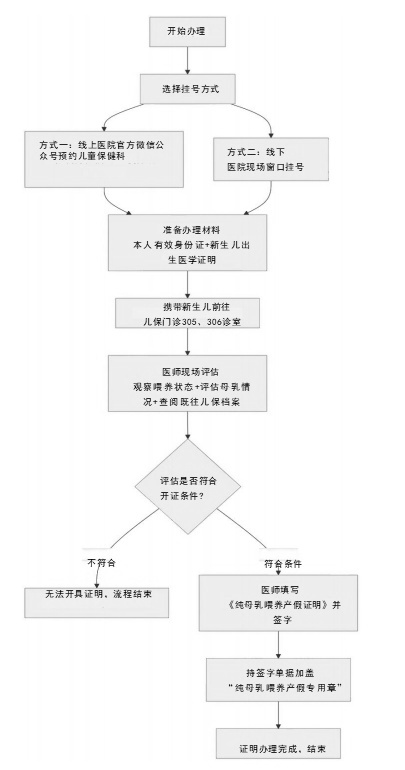 开始办理
选择挂号方式
方式一：线上医院官方微信公
众号预约儿童保健科
方式二：线下
医院现场窗口挂号
准备办理材料
本人有效身份证+新生儿出
生医学证明
携带新生儿前往
儿保门诊305、306诊室
医师现场评估
观察喂养状态+评估母乳情
况+查阅既往儿保档案
评估是否符合
开证条件？
不符合
符合条件
无法开具证明、流程结束
医师填写
《纯母乳喂养产假证明》并
签字
持签字单据加盖
“纯母乳喂养产假专用章”
证明办理完成、结束